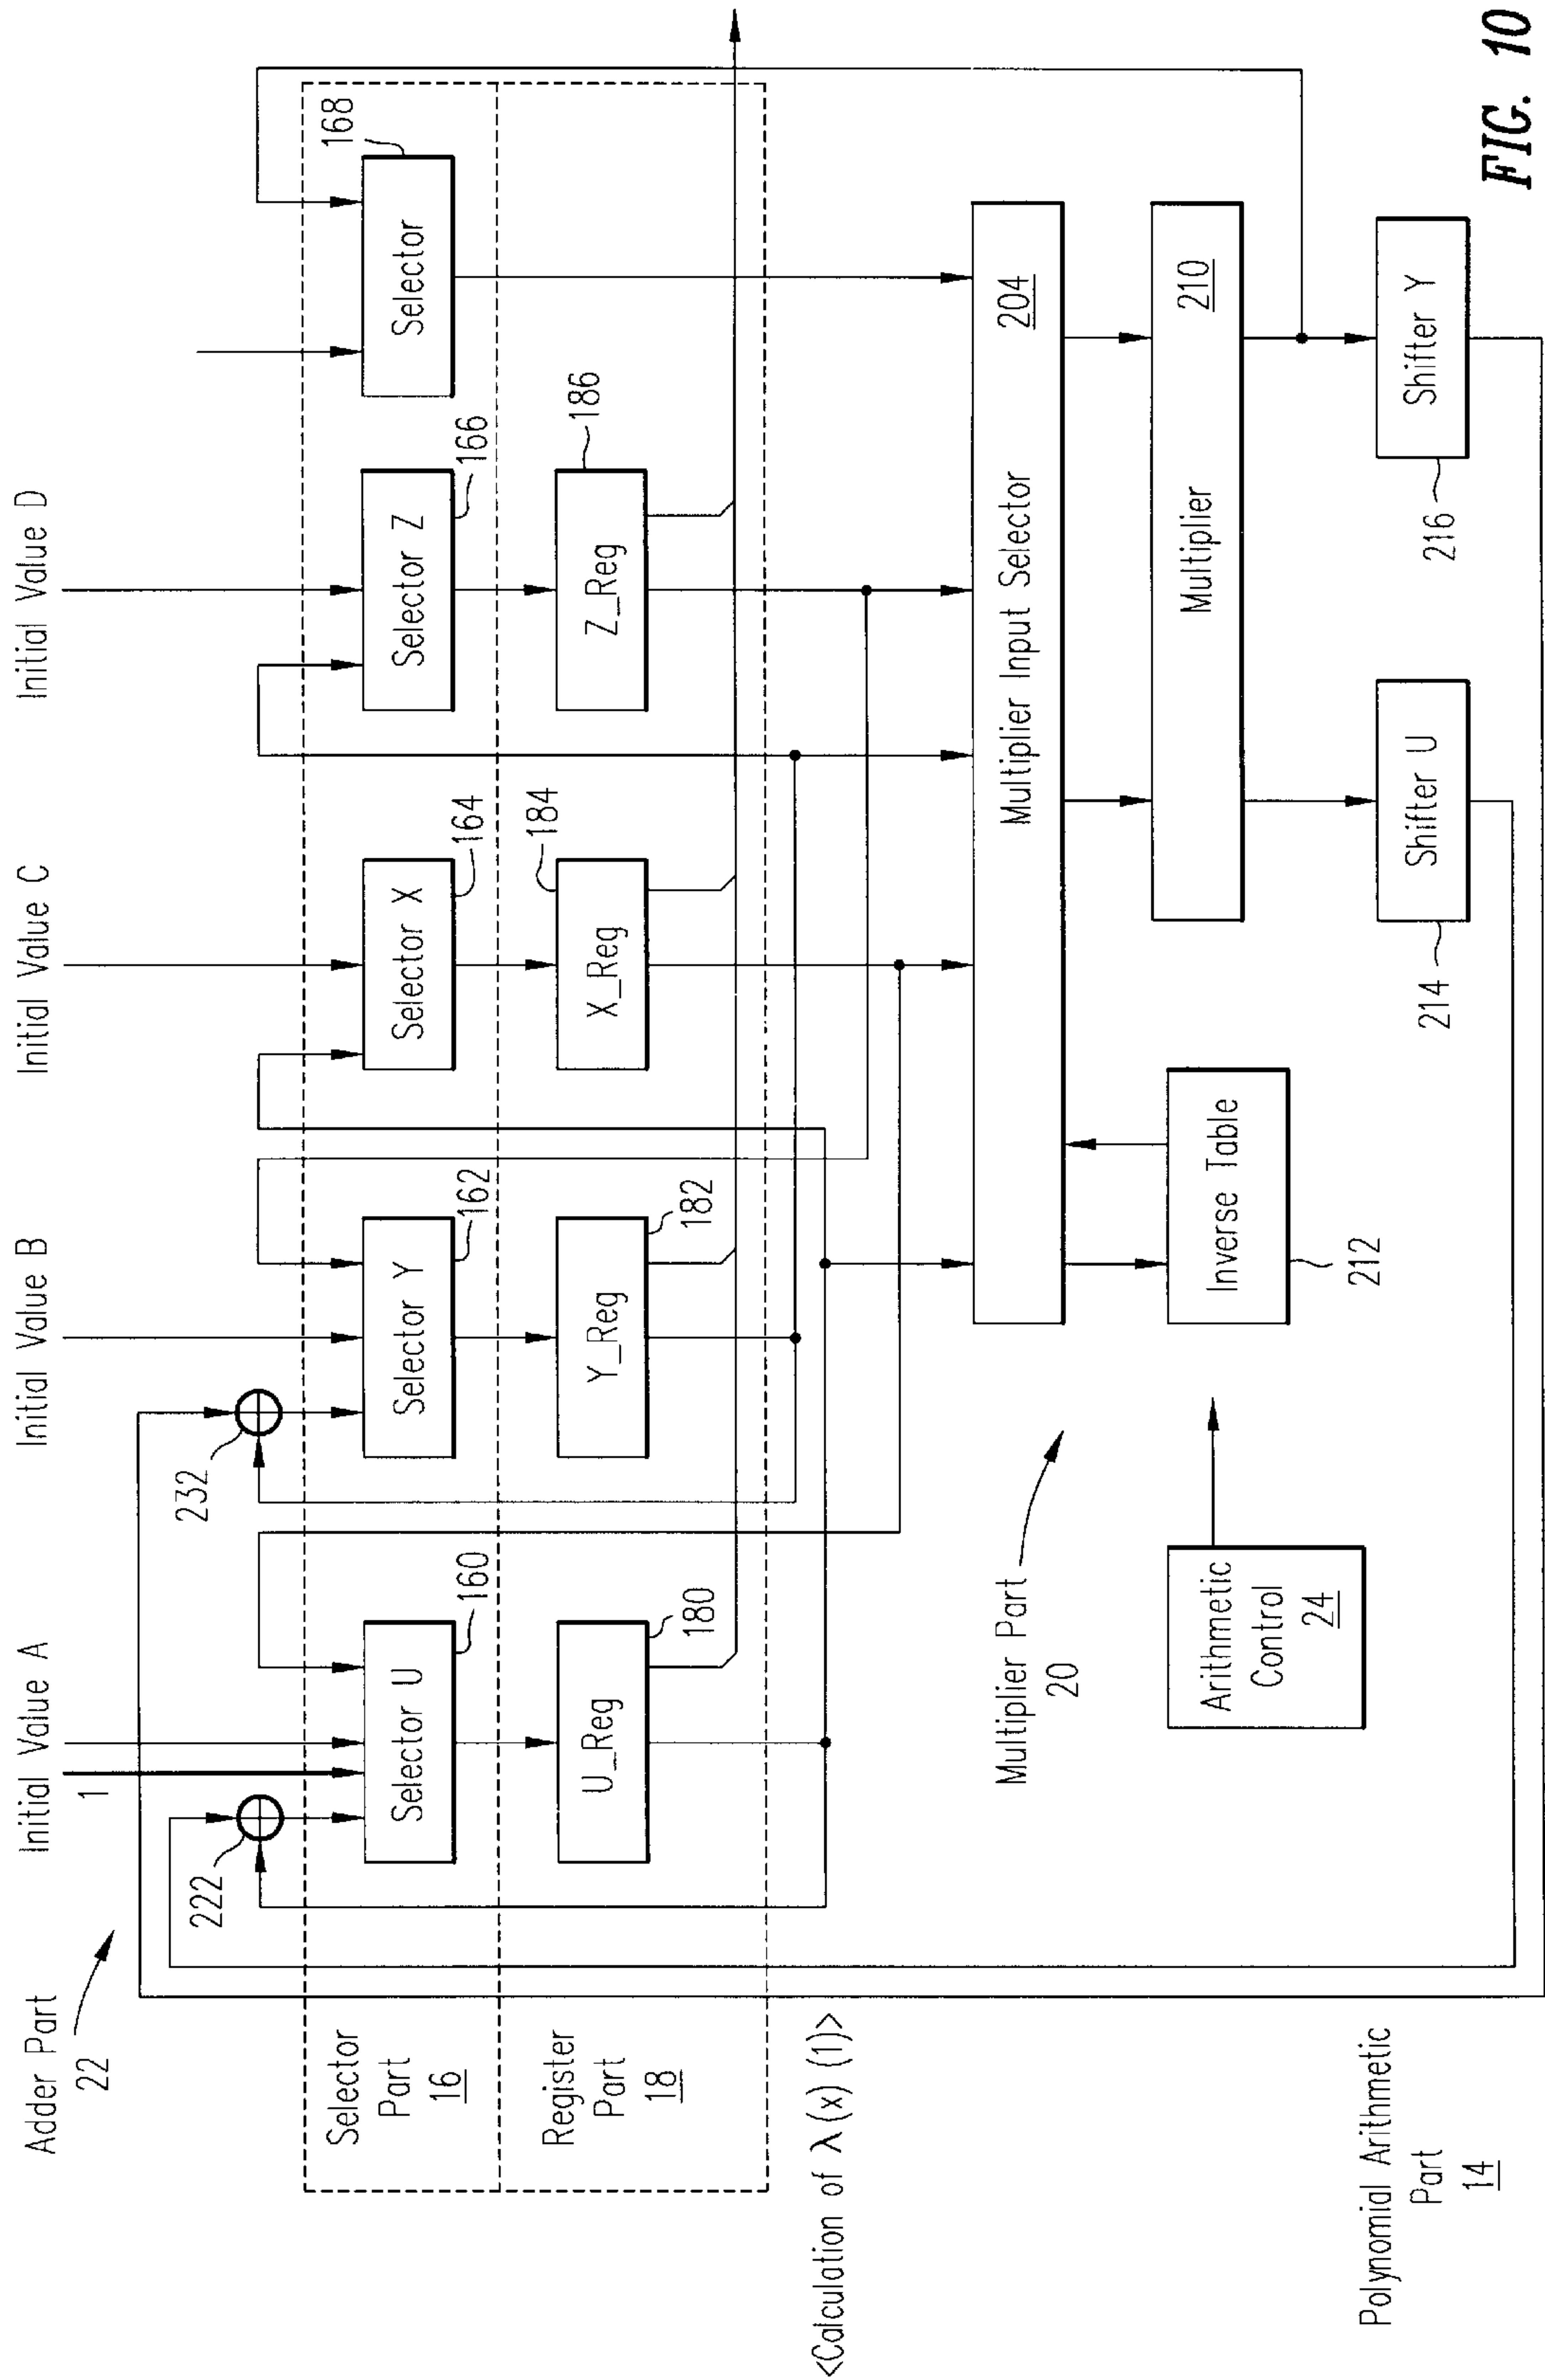 Adder Part
22
Initial Value A
Initial Value B
Initial Value C
Initial Value D
1
222
232
Selector
Part
16
Selector U
160
Selector Y
162
Selector X
164
Selector Z
166
Selector
168
Register
Part
18
U_Reg
180
Y_Reg
182
X_Reg
184
Z_Reg
186
<Calculation of λ(x) (1)>
Multiplier Part
20
Multiplier Input Selector
204
Arithmetic
Control
24
Inverse Table
212
Multiplier
210
Polynomial Arithmetic
Part
14
Shifter U
214
Shifter Y
216
FIG. 10